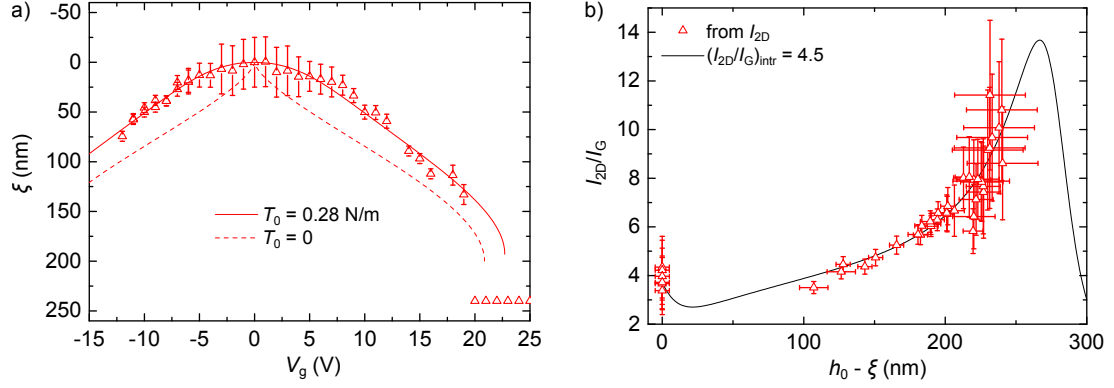 a)
-50
0
50
100
150
200
250
ξ (nm)
T0 = 0.28 N/m
T0 = 0
-15 -10 -5 0 5 10 15 20 25
Vg (V)
b)
14
12
10
8
6
4
2
I2D/IG
from I2D
(I2D/IG)intr = 4.5
0 100 200 300
h0 - ξ (nm)